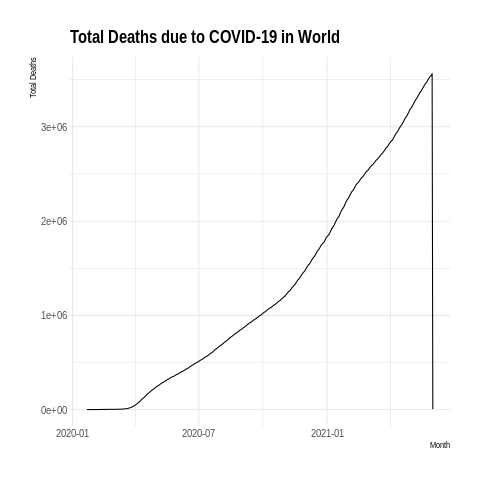 Total Deaths due to COVID-19 in World
Total Deaths
3e+06
2e+06
1e+06
0e+00
2020-01
2020-07
2021-01
Month